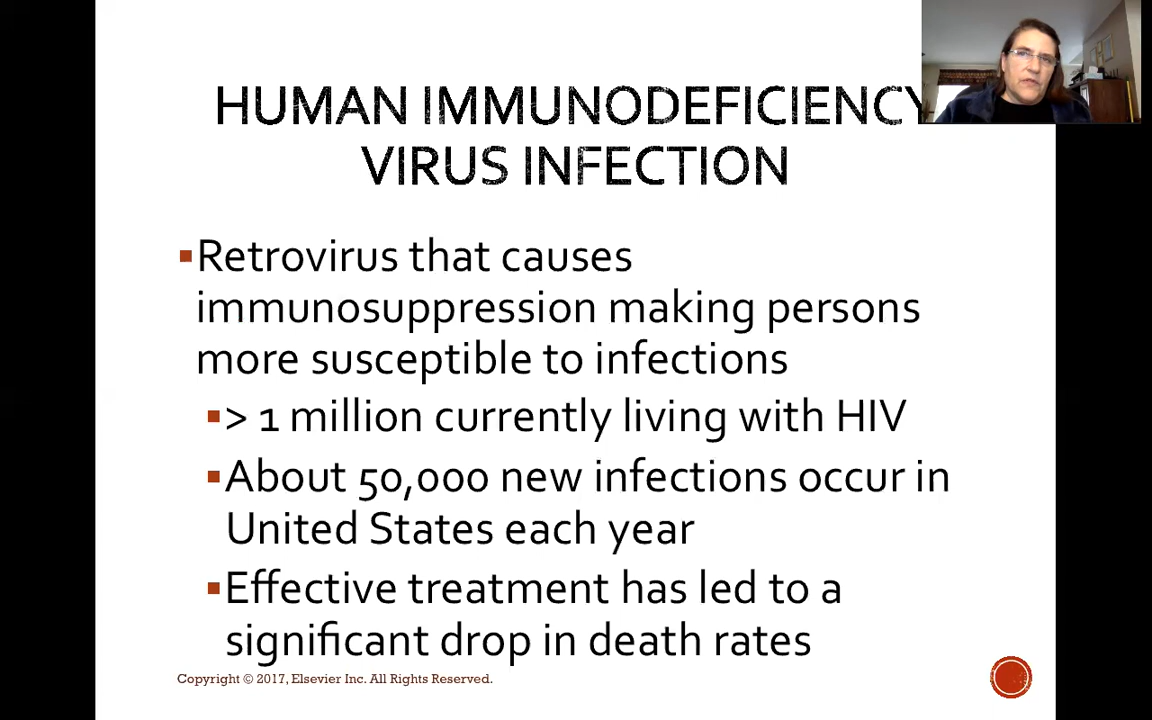 HUMAN IMMUNODEFICIENCY
VIRUS INFECTION
▪Retrovirus that causes
immunosuppression making persons
more susceptible to infections
▪> 1 million currently living with HIV
▪About 50,000 new infections occur in
United States each year
▪Effective treatment has led to a
significant drop in death rates
Copyright © 2017, Elsevier Inc. All Rights Reserved.